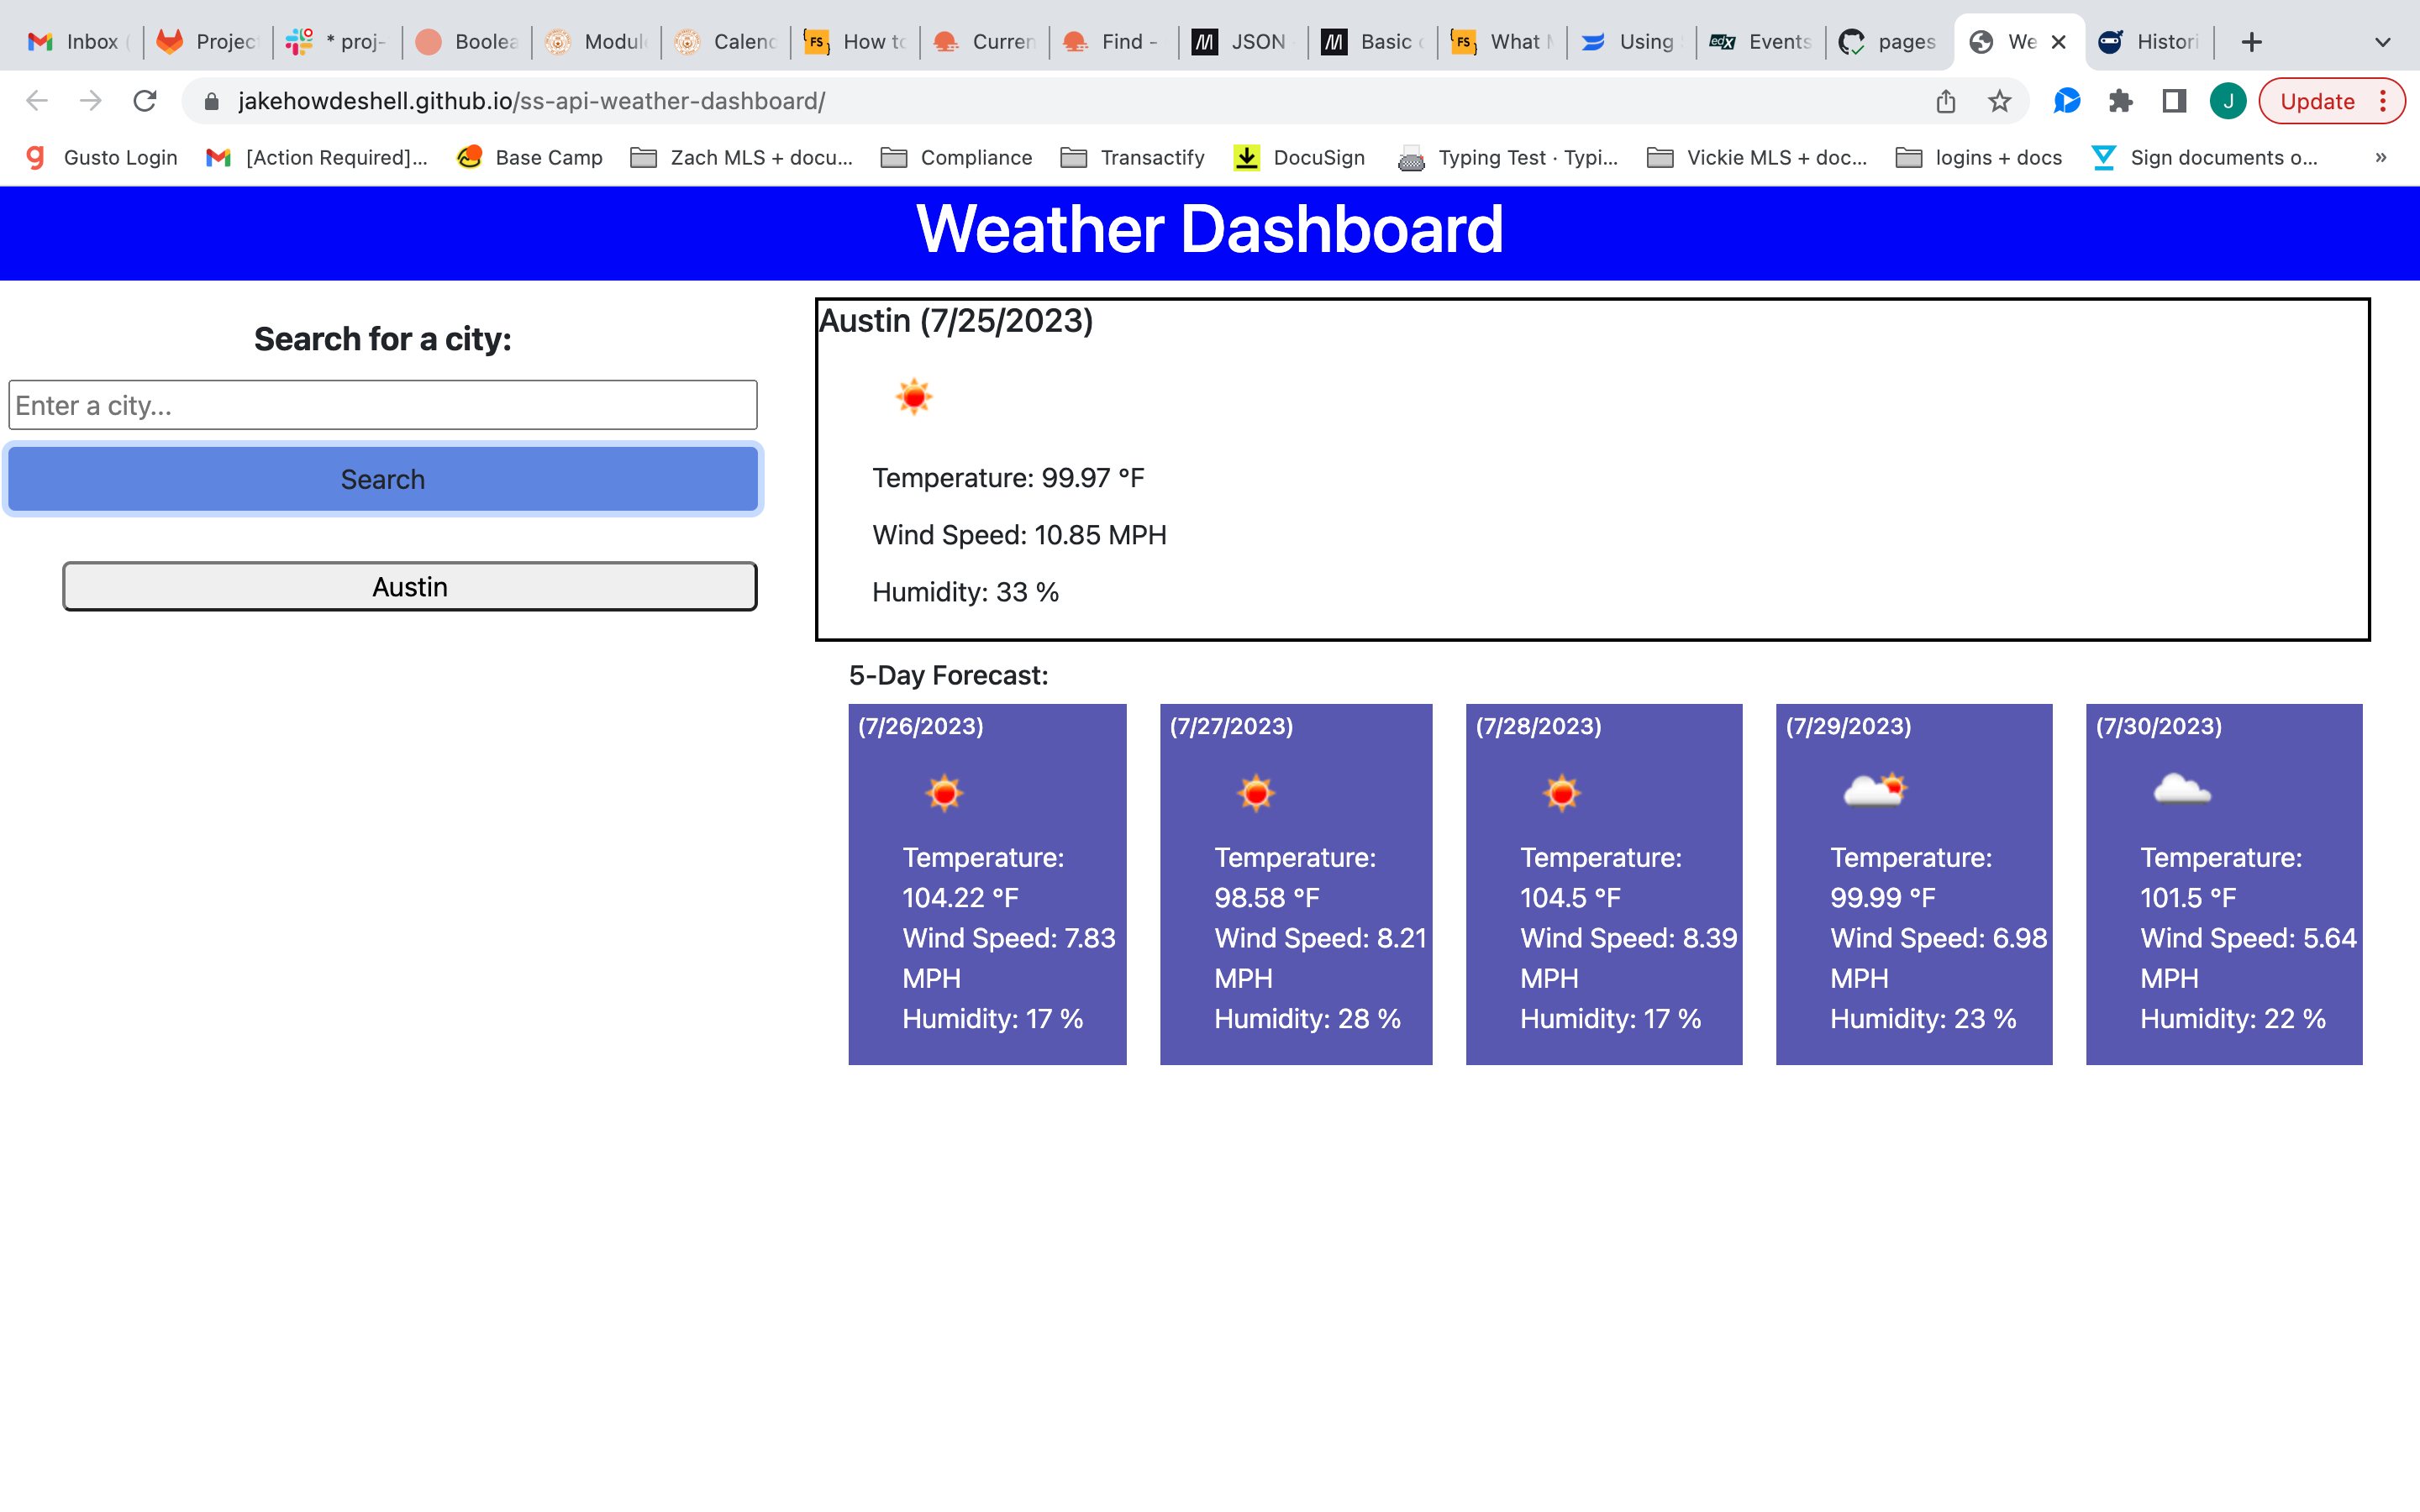 Inbox (
Projec
* proj-
Boolea
Modul
Calend
FS
How to
Curren
Find -
JSON
Basic
FS
What
Using
edX
Events
pages
We
Histori
jakehowdeshell.github.io/ss-api-weather-dashboard/
J
Update
Gusto Login
[Action Required]...
Base Camp
Zach MLS + docu...
Compliance
Transactify
DocuSign
Typing Test · Typi...
Vickie MLS + doc...
logins + docs
Sign documents o...
»
Weather Dashboard
Search for a city:
Enter a city...
Search
Austin
Austin (7/25/2023)
Temperature: 99.97 °F
Wind Speed: 10.85 MPH
Humidity: 33 %
5-Day Forecast:
(7/26/2023)
Temperature:
104.22 °F
Wind Speed: 7.83
MPH
Humidity: 17 %
(7/27/2023)
Temperature:
98.58 °F
Wind Speed: 8.21
MPH
Humidity: 28 %
(7/28/2023)
Temperature:
104.5 °F
Wind Speed: 8.39
MPH
Humidity: 17 %
(7/29/2023)
Temperature:
99.99 °F
Wind Speed: 6.98
MPH
Humidity: 23 %
(7/30/2023)
Temperature:
101.5 °F
Wind Speed: 5.64
MPH
Humidity: 22 %